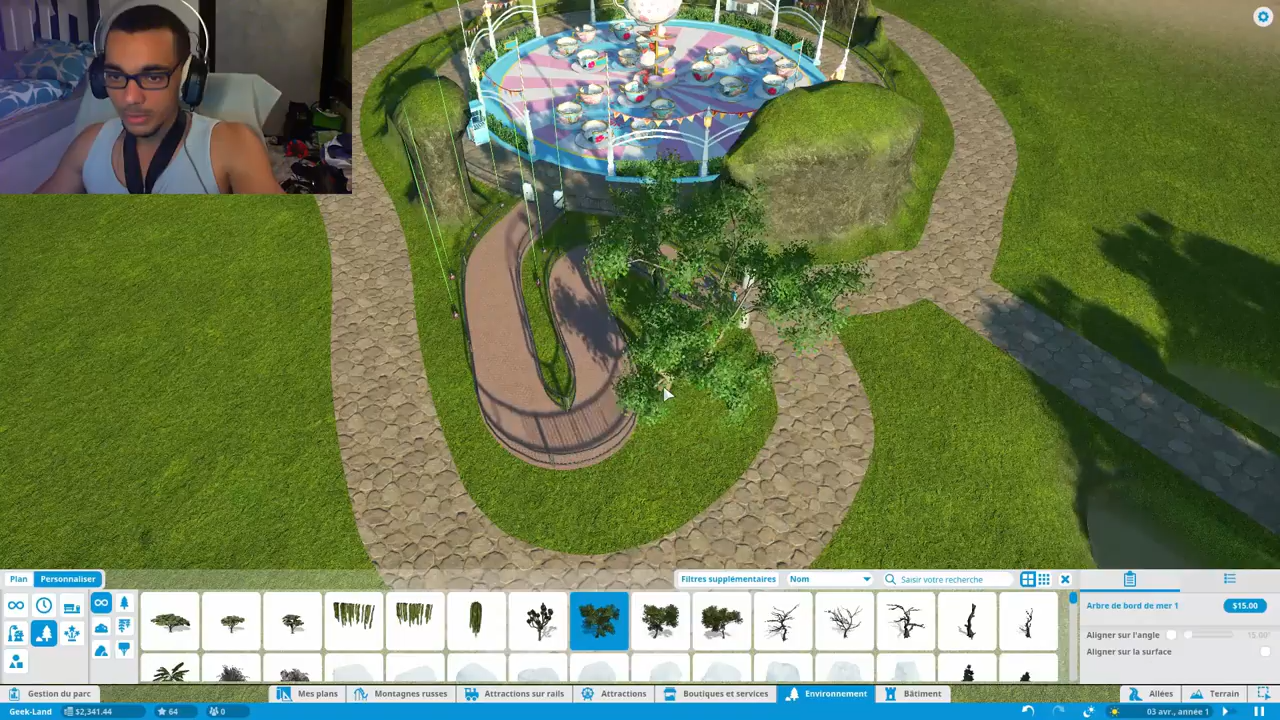 Plan Personnaliser
Filtres supplémentaires Nom Saisir votre recherche
Arbre de bord de mer 1 $15.00
Aligner sur l'angle 15.00°
Aligner sur la surface
Gestion du parc Mes plans Montagnes russes Attractions sur rails Attractions Boutiques et services Environnement Bâtiment Allées Terrain
Geek-Land $2,341.44 64 0 03 avr., année 1